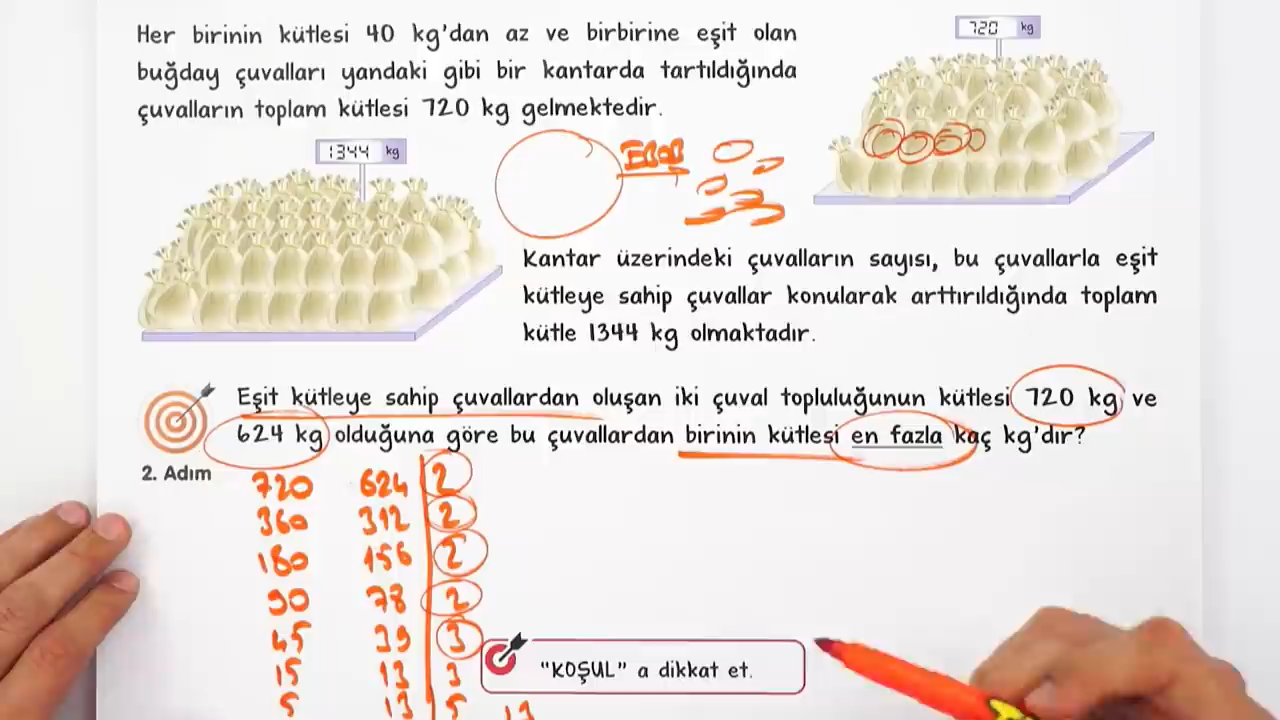 Her birinin kütlesi 40 kg'dan az ve birbirine eşit olan
buğday çuvalları yandaki gibi bir kantarda tartıldığında
çuvalların toplam kütlesi 720 kg gelmektedir.
720 kg
1344 kg
EBOB
Kantar üzerindeki çuvalların sayısı, bu çuvallarla eşit
kütleye sahip çuvallar konularak arttırıldığında toplam
kütle 1344 kg olmaktadır.
Eşit kütleye sahip çuvallardan oluşan iki çuval topluluğunun kütlesi 720 kg ve
624 kg olduğuna göre bu çuvallardan birinin kütlesi en fazla kaç kg'dır?
2. Adım
720 624 2
360 312 2
180 156 2
90 78 2
45 39 3
15 13 3
5 13 5 13
"KOŞUL" a dikkat et.